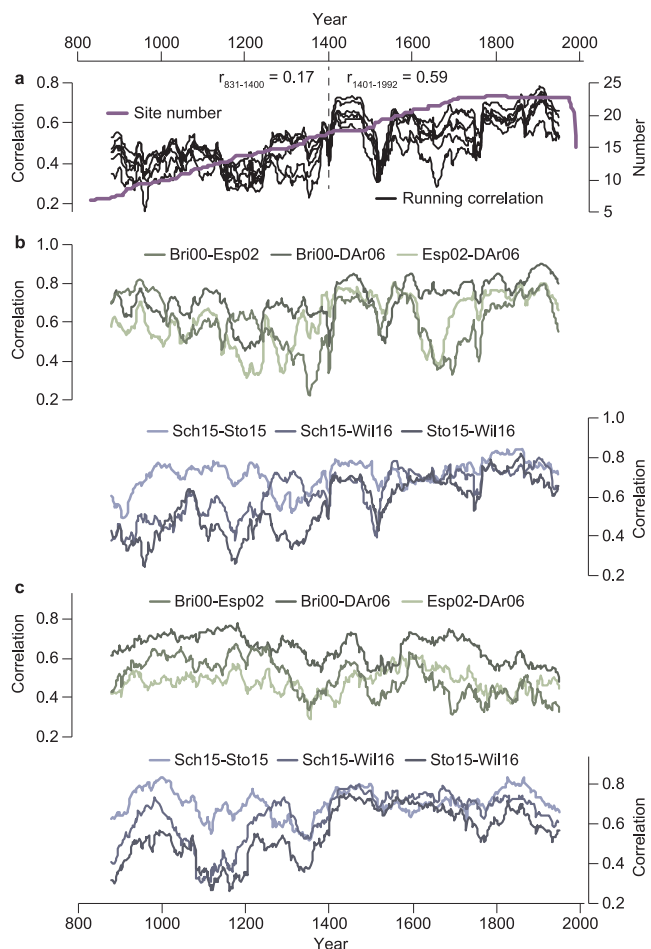 Year
800 1000 1200 1400 1600 1800 2000
a
r831-1400 = 0.17 r1401-1992 = 0.59
0.8 0.6 0.4 0.2
Correlation
Site number
Running correlation
25 20 15 10 5
Number
b
1.0 0.8 0.6 0.4 0.2
Correlation
Bri00-Esp02 Bri00-DAr06 Esp02-DAr06
Sch15-Sto15 Sch15-Wil16 Sto15-Wil16
1.0 0.8 0.6 0.4 0.2
Correlation
c
0.8 0.6 0.4 0.2
Correlation
Bri00-Esp02 Bri00-DAr06 Esp02-DAr06
Sch15-Sto15 Sch15-Wil16 Sto15-Wil16
0.8 0.6 0.4 0.2
Correlation
800 1000 1200 1400 1600 1800 2000
Year